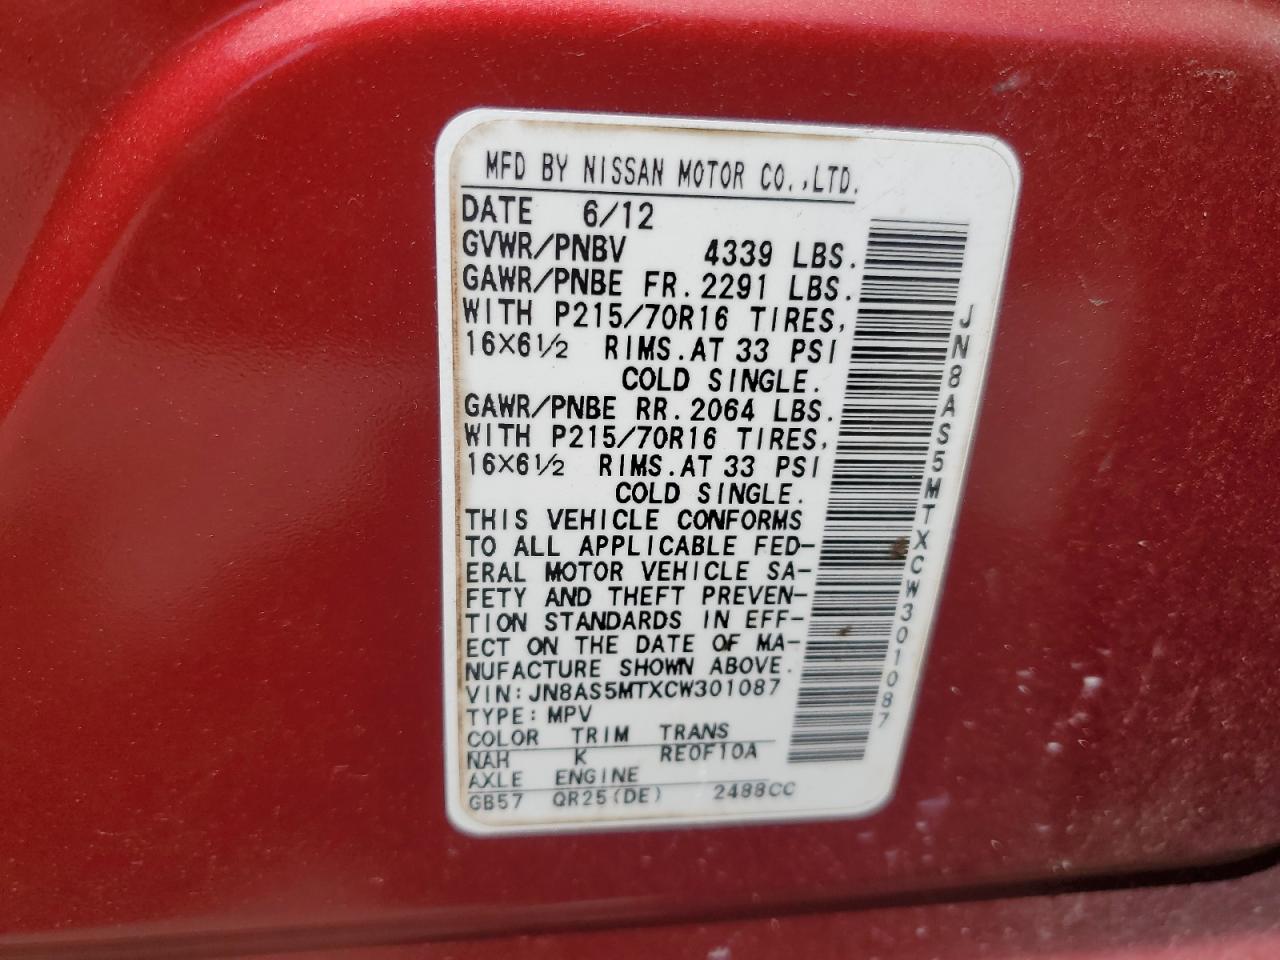 MFD BY NISSAN MOTOR CO.,LTD.
DATE 6/12
GVWR/PNBV 4339 LBS.
GAWR/PNBE FR. 2291 LBS.
WITH P215/70R16 TIRES,
16X6½ RIMS. AT 33 PSI
COLD SINGLE.
GAWR/PNBE RR. 2064 LBS.
WITH P215/70R16 TIRES,
16X6½ RIMS. AT 33 PSI
COLD SINGLE.
THIS VEHICLE CONFORMS
TO ALL APPLICABLE FED-
ERAL MOTOR VEHICLE SA-
FETY AND THEFT PREVEN-
TION STANDARDS IN EFF-
ECT ON THE DATE OF MA-
NUFACTURE SHOWN ABOVE.
VIN: JN8AS5MTXCW301087
TYPE: MPV
COLOR TRIM TRANS
NAH K RE0F10A
AXLE ENGINE
GB57 QR25(DE) 2488CC
JN8AS5MTXCW301087